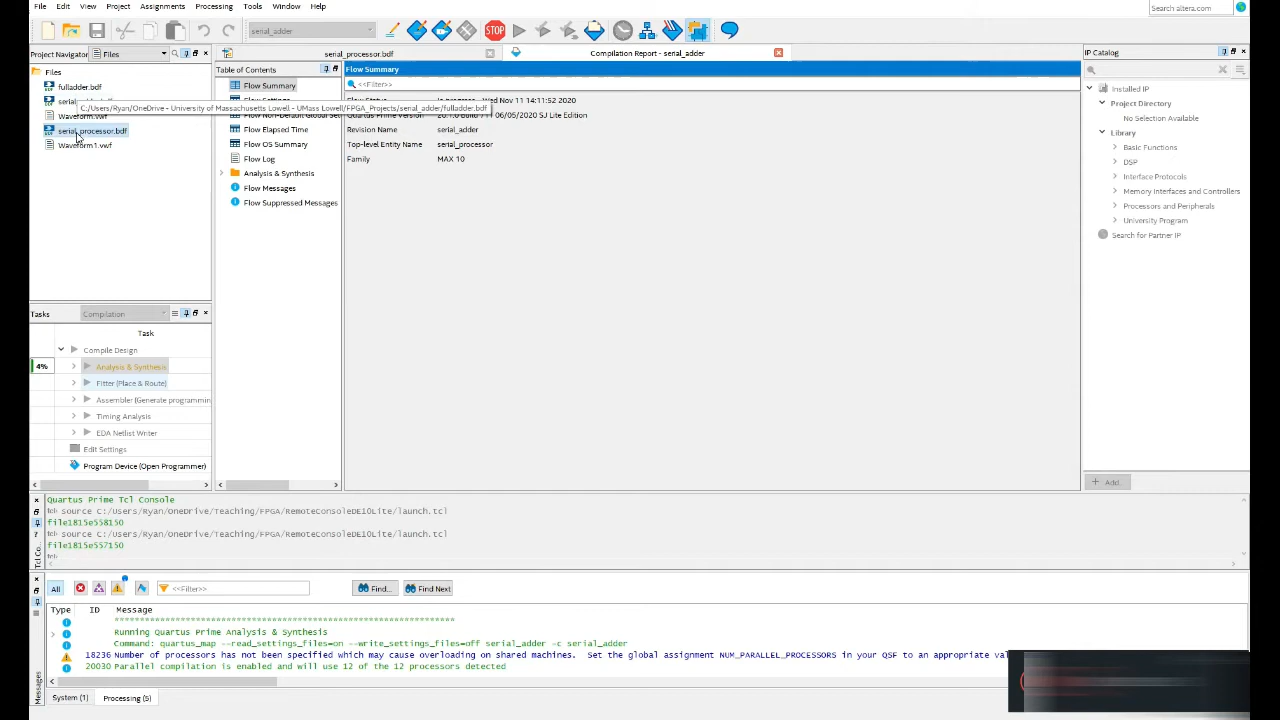 File Edit View Project Assignments Processing Tools Window Help
Search altera.com
serial_adder
STOP
Project Navigator Files
serial_processor.bdf
Compilation Report - serial_adder
IP Catalog
Files
fulladder.bdf
Waveform.vwf
serial_processor.bdf
Waveform1.vwf
C:/Users/Ryan/OneDrive - University of Massachusetts Lowell - UMass Lowell/FPGA_Projects/serial_adder/fulladder.bdf
Table of Contents
Flow Summary
Flow Elapsed Time
Flow OS Summary
Flow Log
Analysis & Synthesis
Flow Messages
Flow Suppressed Messages
Flow Summary
<<Filter>>
Wed Nov 11 14:11:52 2020
Revision Name serial_adder
Top-level Entity Name serial_processor
Family MAX 10
Installed IP
Project Directory
No Selection Available
Library
Basic Functions
DSP
Interface Protocols
Memory Interfaces and Controllers
Processors and Peripherals
University Program
Search for Partner IP
+ Add...
Tasks Compilation
Task
Compile Design
4% Analysis & Synthesis
Fitter (Place & Route)
Assembler (Generate programmin
Timing Analysis
EDA Netlist Writer
Edit Settings
Program Device (Open Programmer)
Quartus Prime Tcl Console
tcl> source C:/Users/Ryan/OneDrive/Teaching/FPGA/RemoteConsoleDE10Lite/launch.tcl
file1815e558150
tcl> source C:/Users/Ryan/OneDrive/Teaching/FPGA/RemoteConsoleDE10Lite/launch.tcl
file1815e557150
tcl>
Tcl Co
All
<<Filter>>
Find...
Find Next
Type ID Message
Running Quartus Prime Analysis & Synthesis
Command: quartus_map --read_settings_files=on --write_settings_files=off serial_adder -c serial_adder
18236 Number of processors has not been specified which may cause overloading on shared machines. Set the global assignment NUM_PARALLEL_PROCESSORS in your QSF to an appropriate val
20030 Parallel compilation is enabled and will use 12 of the 12 processors detected
Messages
System (1) Processing (5)